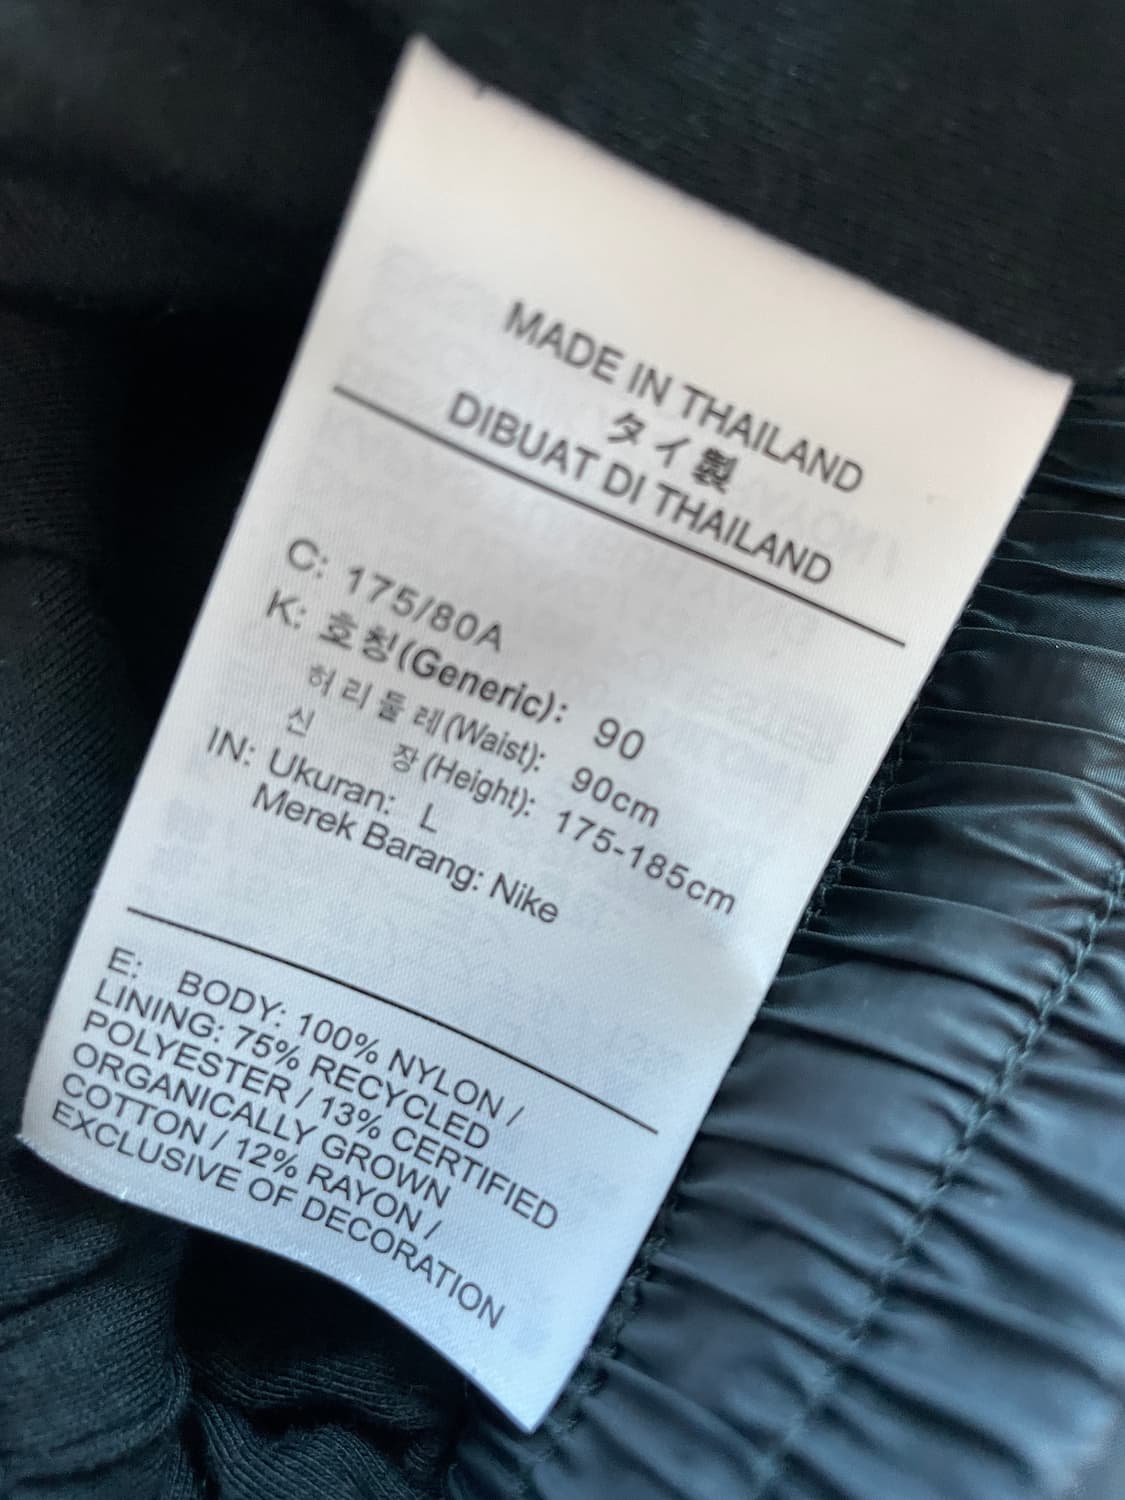 MADE IN THAILAND
タイ製
DIBUAT DI THAILAND
C: 175/80A
K: 호칭(Generic): 90
허리둘레(Waist): 90cm
신 장(Height): 175-185cm
IN: Ukuran: L
Merek Barang: Nike
E: BODY: 100% NYLON /
LINING: 75% RECYCLED
POLYESTER / 13% CERTIFIED
ORGANICALLY GROWN
COTTON / 12% RAYON /
EXCLUSIVE OF DECORATION